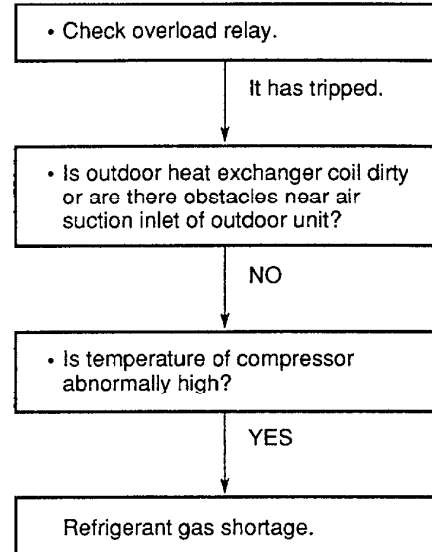 • Check overload relay.
It has tripped.
• Is outdoor heat exchanger coil dirty
or are there obstacles near air
suction inlet of outdoor unit?
NO
• Is temperature of compressor
abnormally high?
YES
Refrigerant gas shortage.